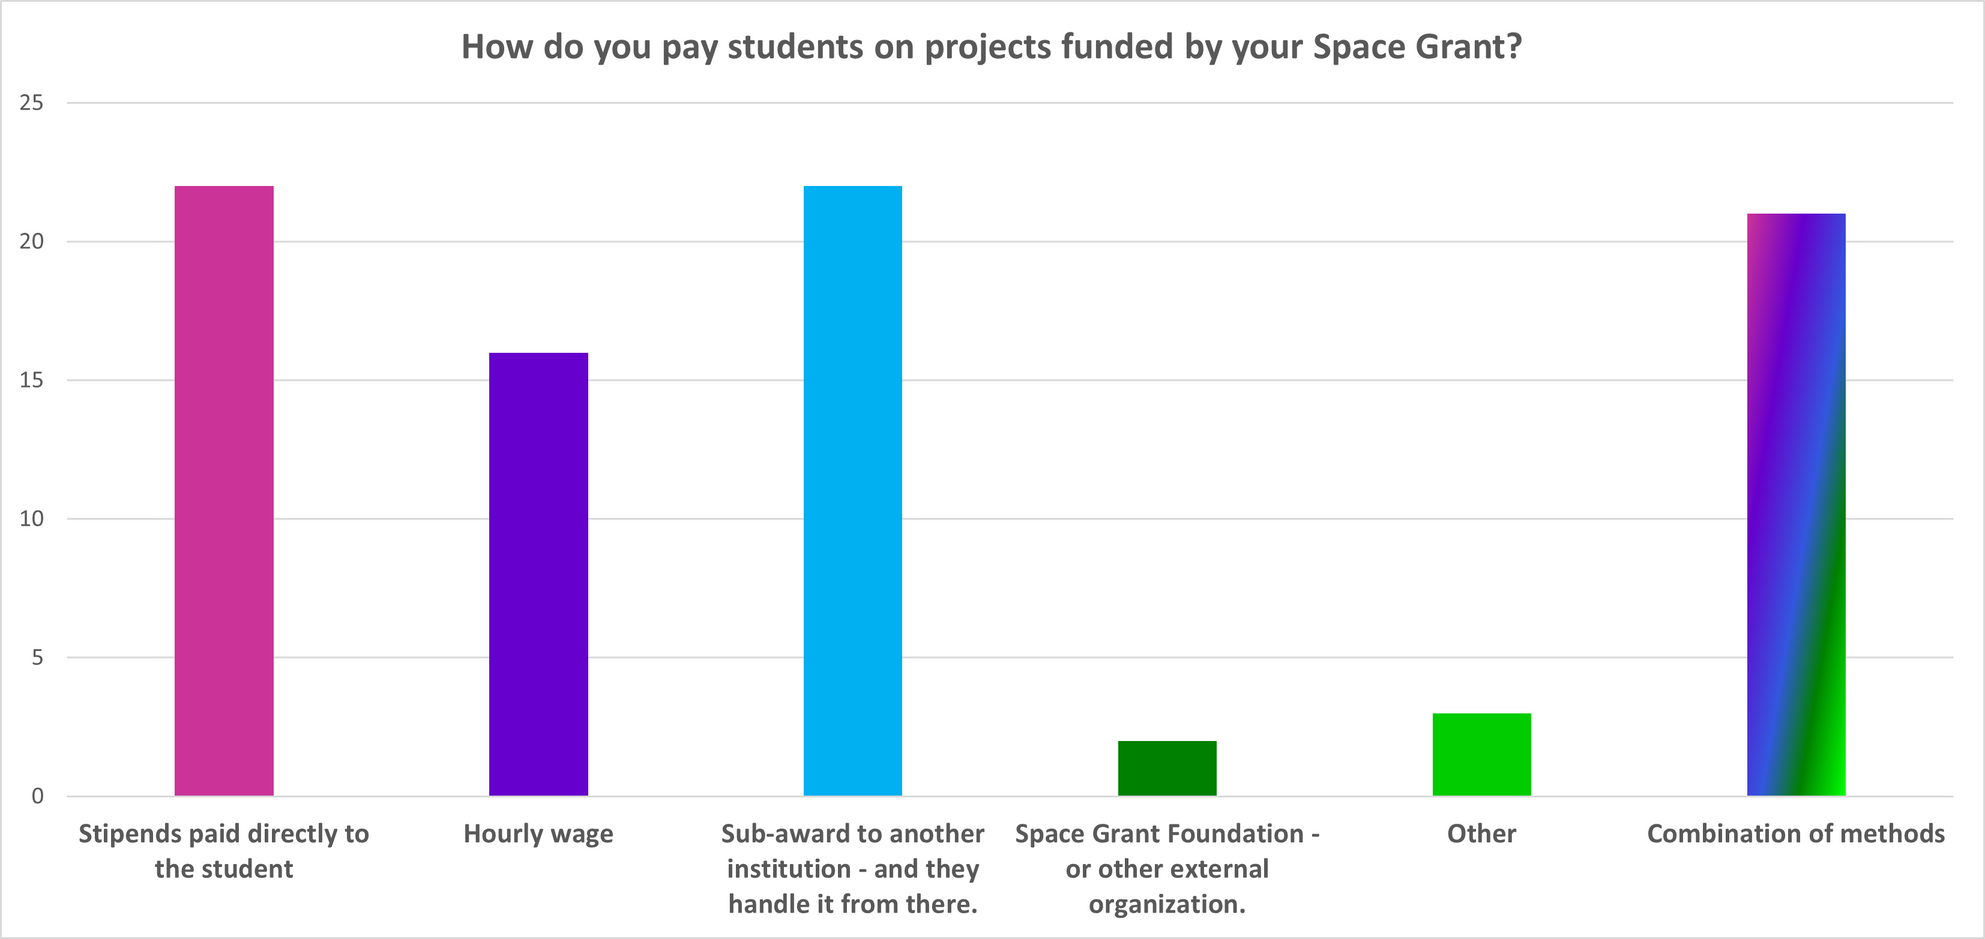 How do you pay students on projects funded by your Space Grant?
25
20
15
10
5
0
Stipends paid directly to
the student
Hourly wage
Sub-award to another
institution - and they
handle it from there.
Space Grant Foundation -
or other external
organization.
Other
Combination of methods